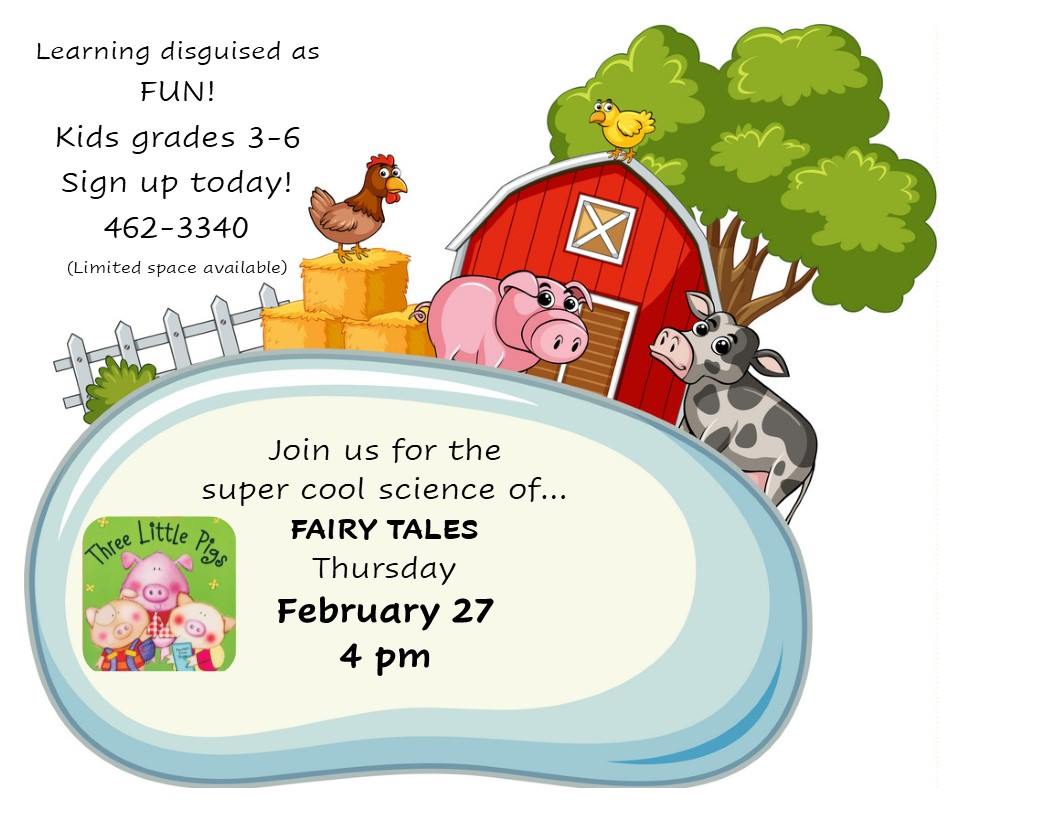 Learning disguised as
FUN!
Kids grades 3-6
Sign up today!
462-3340
(Limited space available)
Join us for the
super cool science of...
FAIRY TALES
Thursday
February 27
4 pm
Three Little Pigs